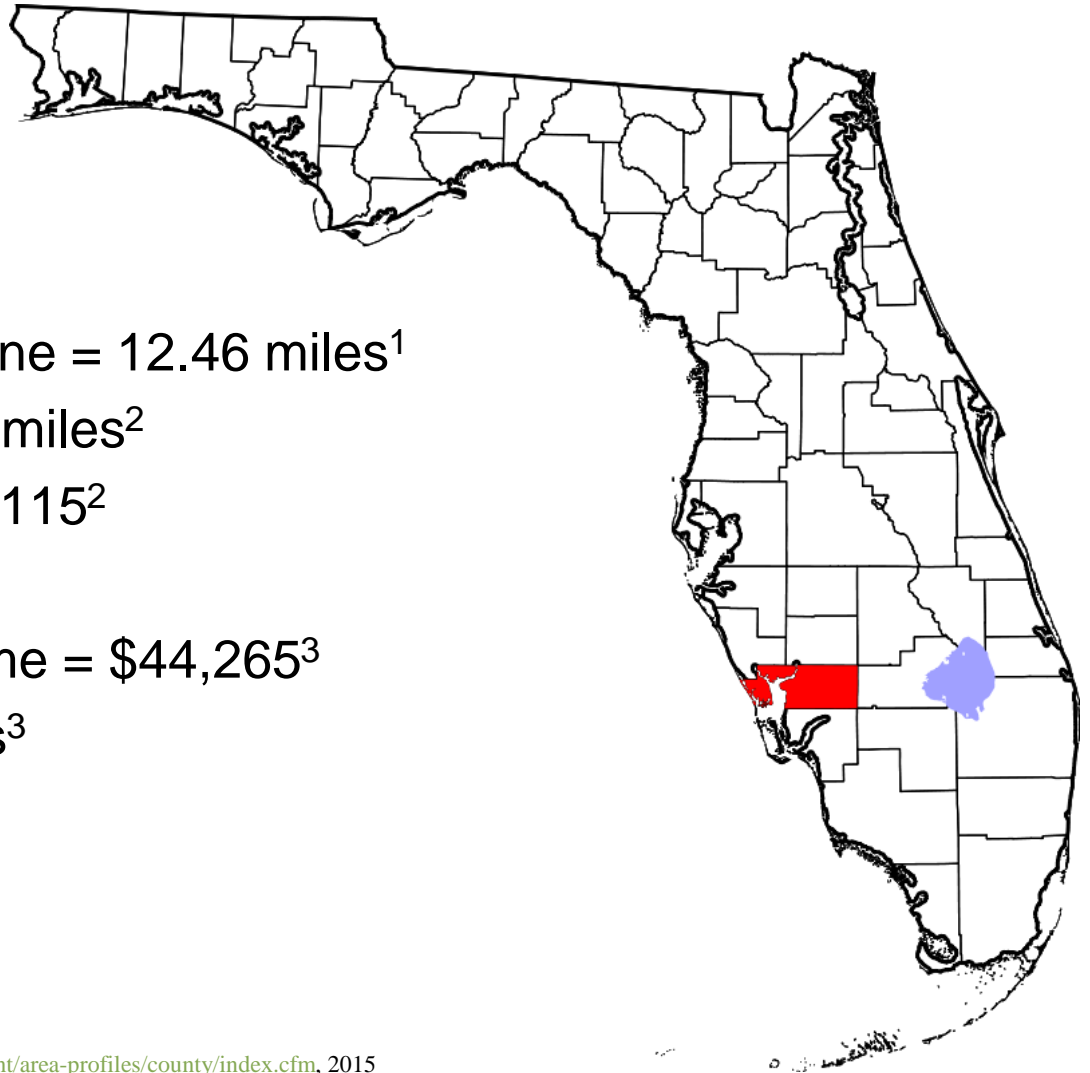 ne = 12.46 miles¹
miles²
115²
ne = $44,265³
s³
nt/area-profiles/county/index.cfm, 2015